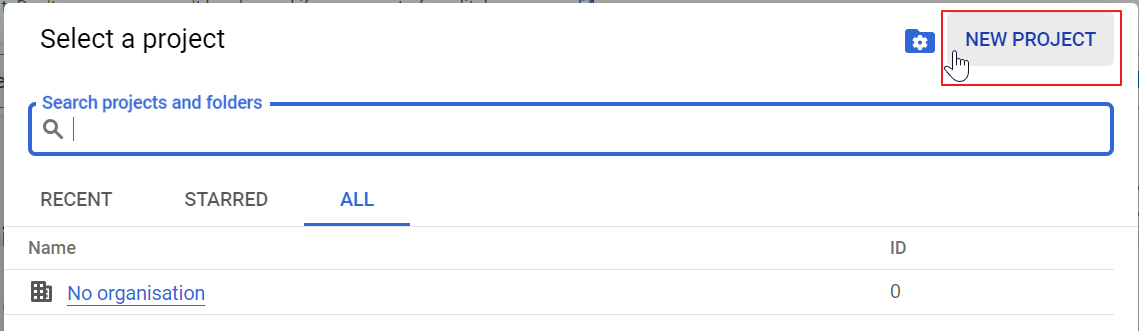 Select a project
NEW PROJECT
Search projects and folders
RECENT STARRED ALL
Name ID
No organisation 0